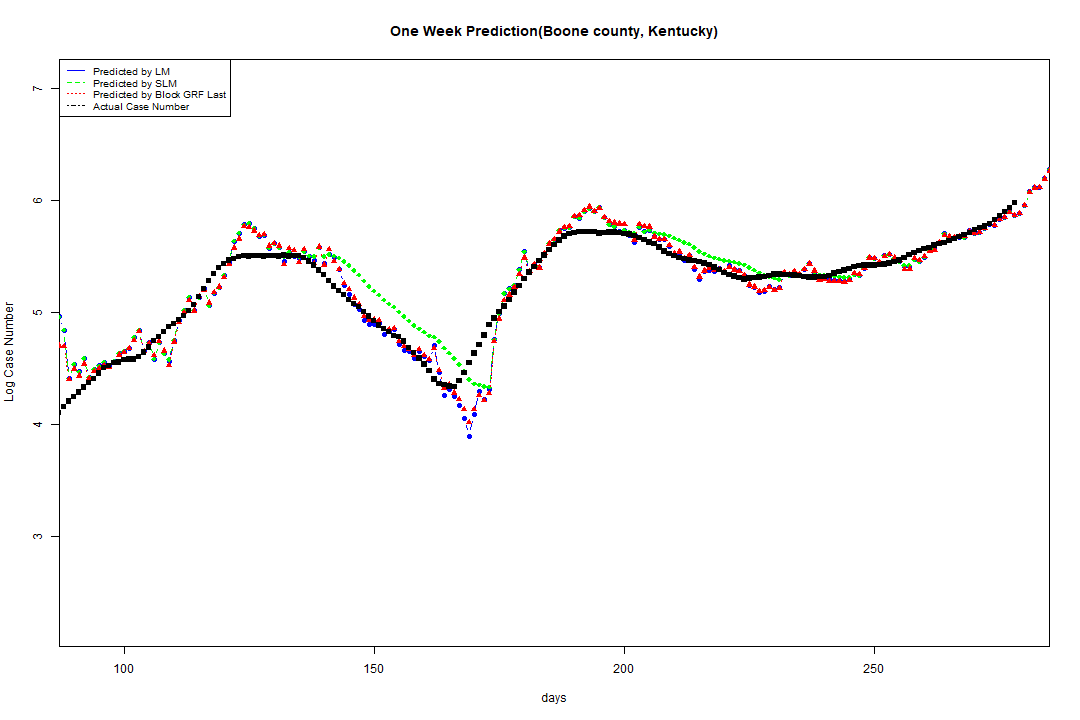 One Week Prediction(Boone county, Kentucky)
Predicted by LM
Predicted by SLM
Predicted by Block GRF Last
Actual Case Number
7
6
5
4
3
Log Case Number
100 150 200 250
days